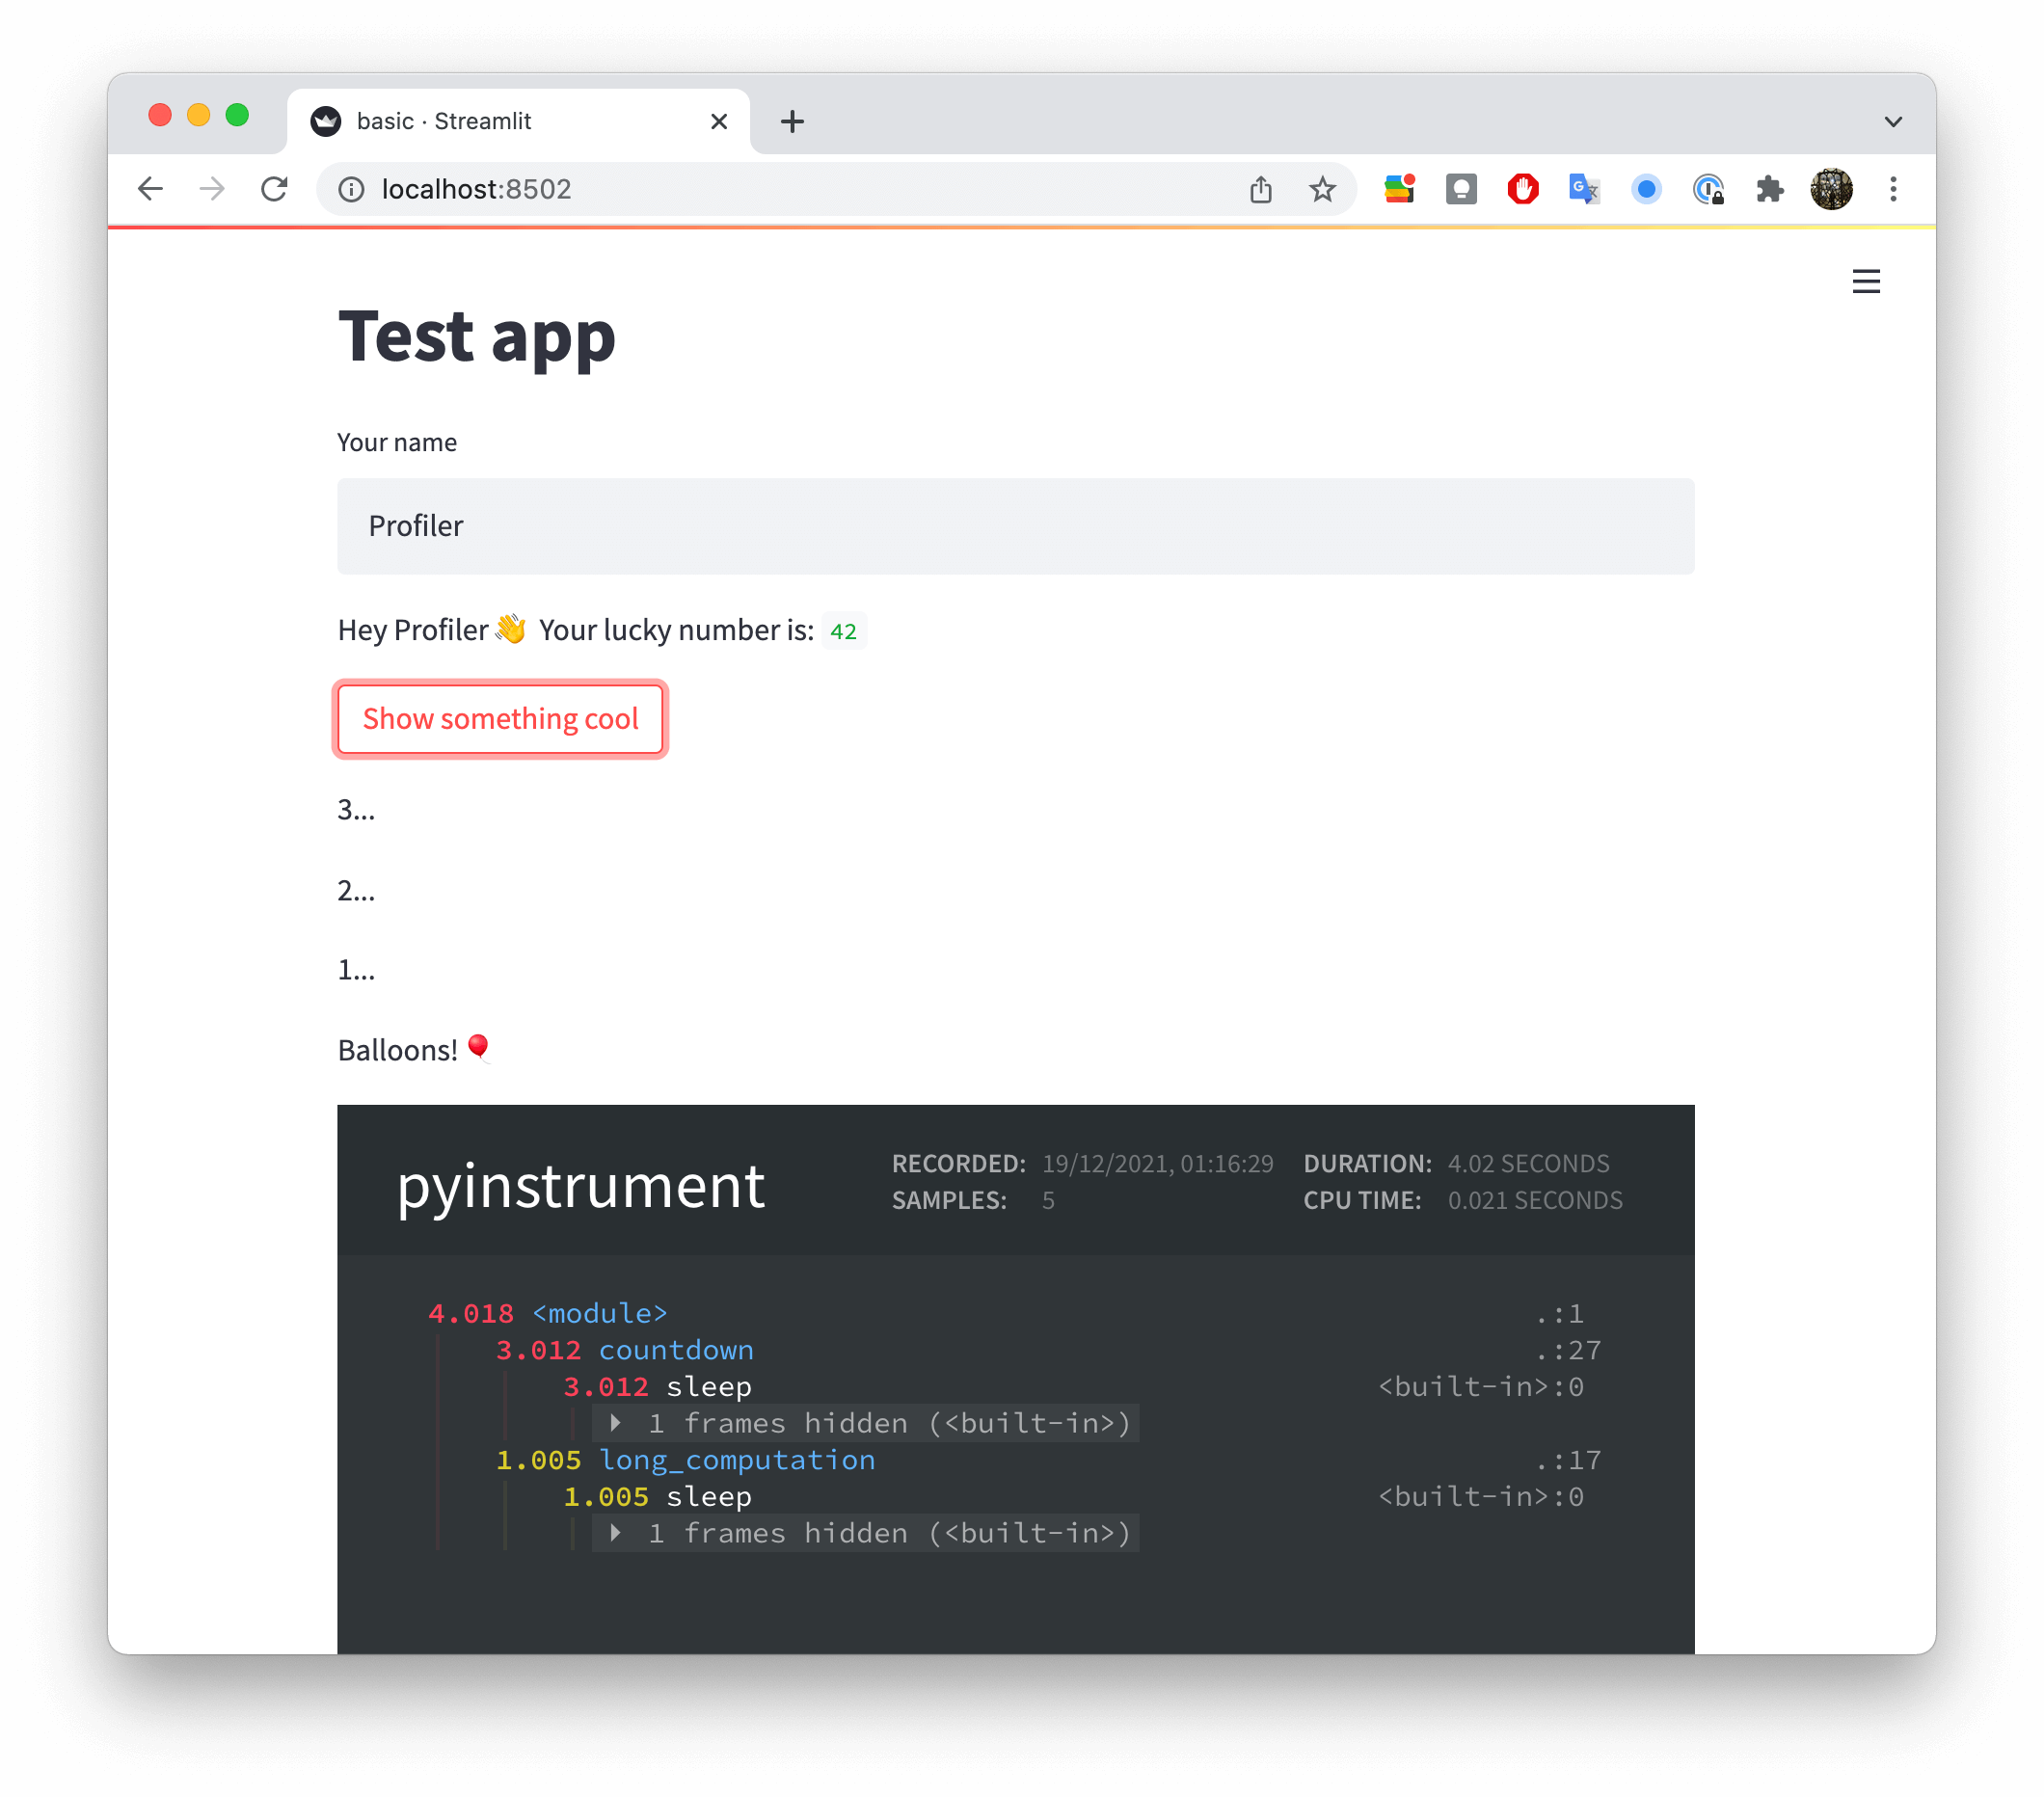 basic · Streamlit
localhost:8502
Test app
Your name
Profiler
Hey Profiler 👋 Your lucky number is: 42
Show something cool
3...
2...
1...
Balloons! 🎈
pyinstrument
RECORDED: 19/12/2021, 01:16:29 DURATION: 4.02 SECONDS
SAMPLES: 5 CPU TIME: 0.021 SECONDS
4.018 <module> .:1
3.012 countdown .:27
3.012 sleep <built-in>:0
1 frames hidden (<built-in>)
1.005 long_computation .:17
1.005 sleep <built-in>:0
1 frames hidden (<built-in>)